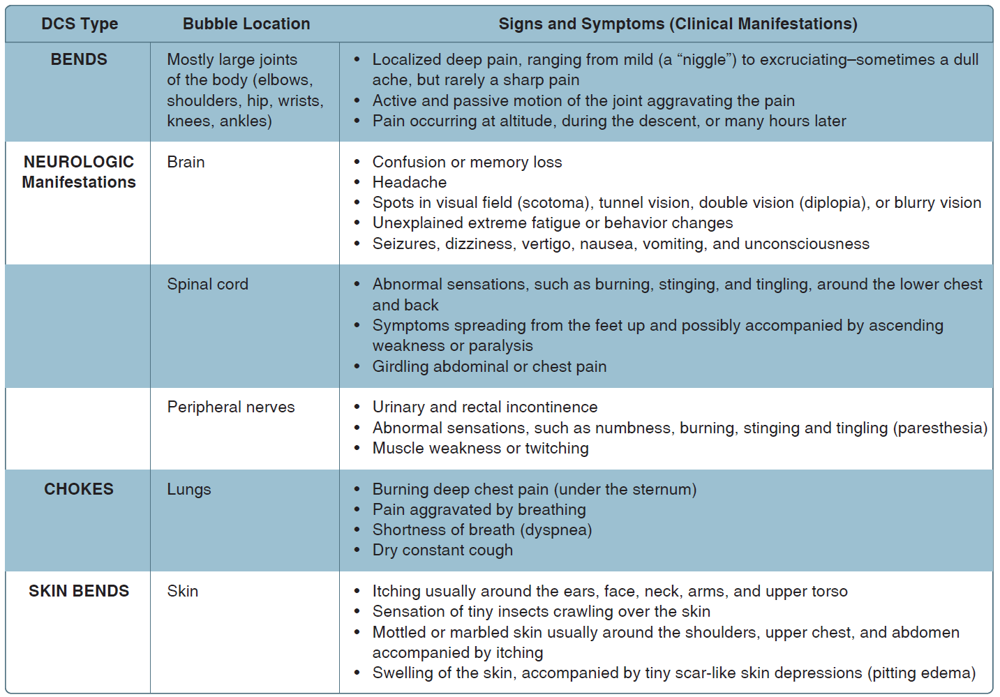 DCS Type
Bubble Location
Signs and Symptoms (Clinical Manifestations)
BENDS
Mostly large joints
of the body (elbows,
shoulders, hip, wrists,
knees, ankles)
• Localized deep pain, ranging from mild (a “niggle”) to excruciating–sometimes a dull
ache, but rarely a sharp pain
• Active and passive motion of the joint aggravating the pain
• Pain occurring at altitude, during the descent, or many hours later
NEUROLOGIC
Manifestations
Brain
• Confusion or memory loss
• Headache
• Spots in visual field (scotoma), tunnel vision, double vision (diplopia), or blurry vision
• Unexplained extreme fatigue or behavior changes
• Seizures, dizziness, vertigo, nausea, vomiting, and unconsciousness
Spinal cord
• Abnormal sensations, such as burning, stinging, and tingling, around the lower chest
and back
• Symptoms spreading from the feet up and possibly accompanied by ascending
weakness or paralysis
• Girdling abdominal or chest pain
Peripheral nerves
• Urinary and rectal incontinence
• Abnormal sensations, such as numbness, burning, stinging and tingling (paresthesia)
• Muscle weakness or twitching
CHOKES
Lungs
• Burning deep chest pain (under the sternum)
• Pain aggravated by breathing
• Shortness of breath (dyspnea)
• Dry constant cough
SKIN BENDS
Skin
• Itching usually around the ears, face, neck, arms, and upper torso
• Sensation of tiny insects crawling over the skin
• Mottled or marbled skin usually around the shoulders, upper chest, and abdomen
accompanied by itching
• Swelling of the skin, accompanied by tiny scar-like skin depressions (pitting edema)